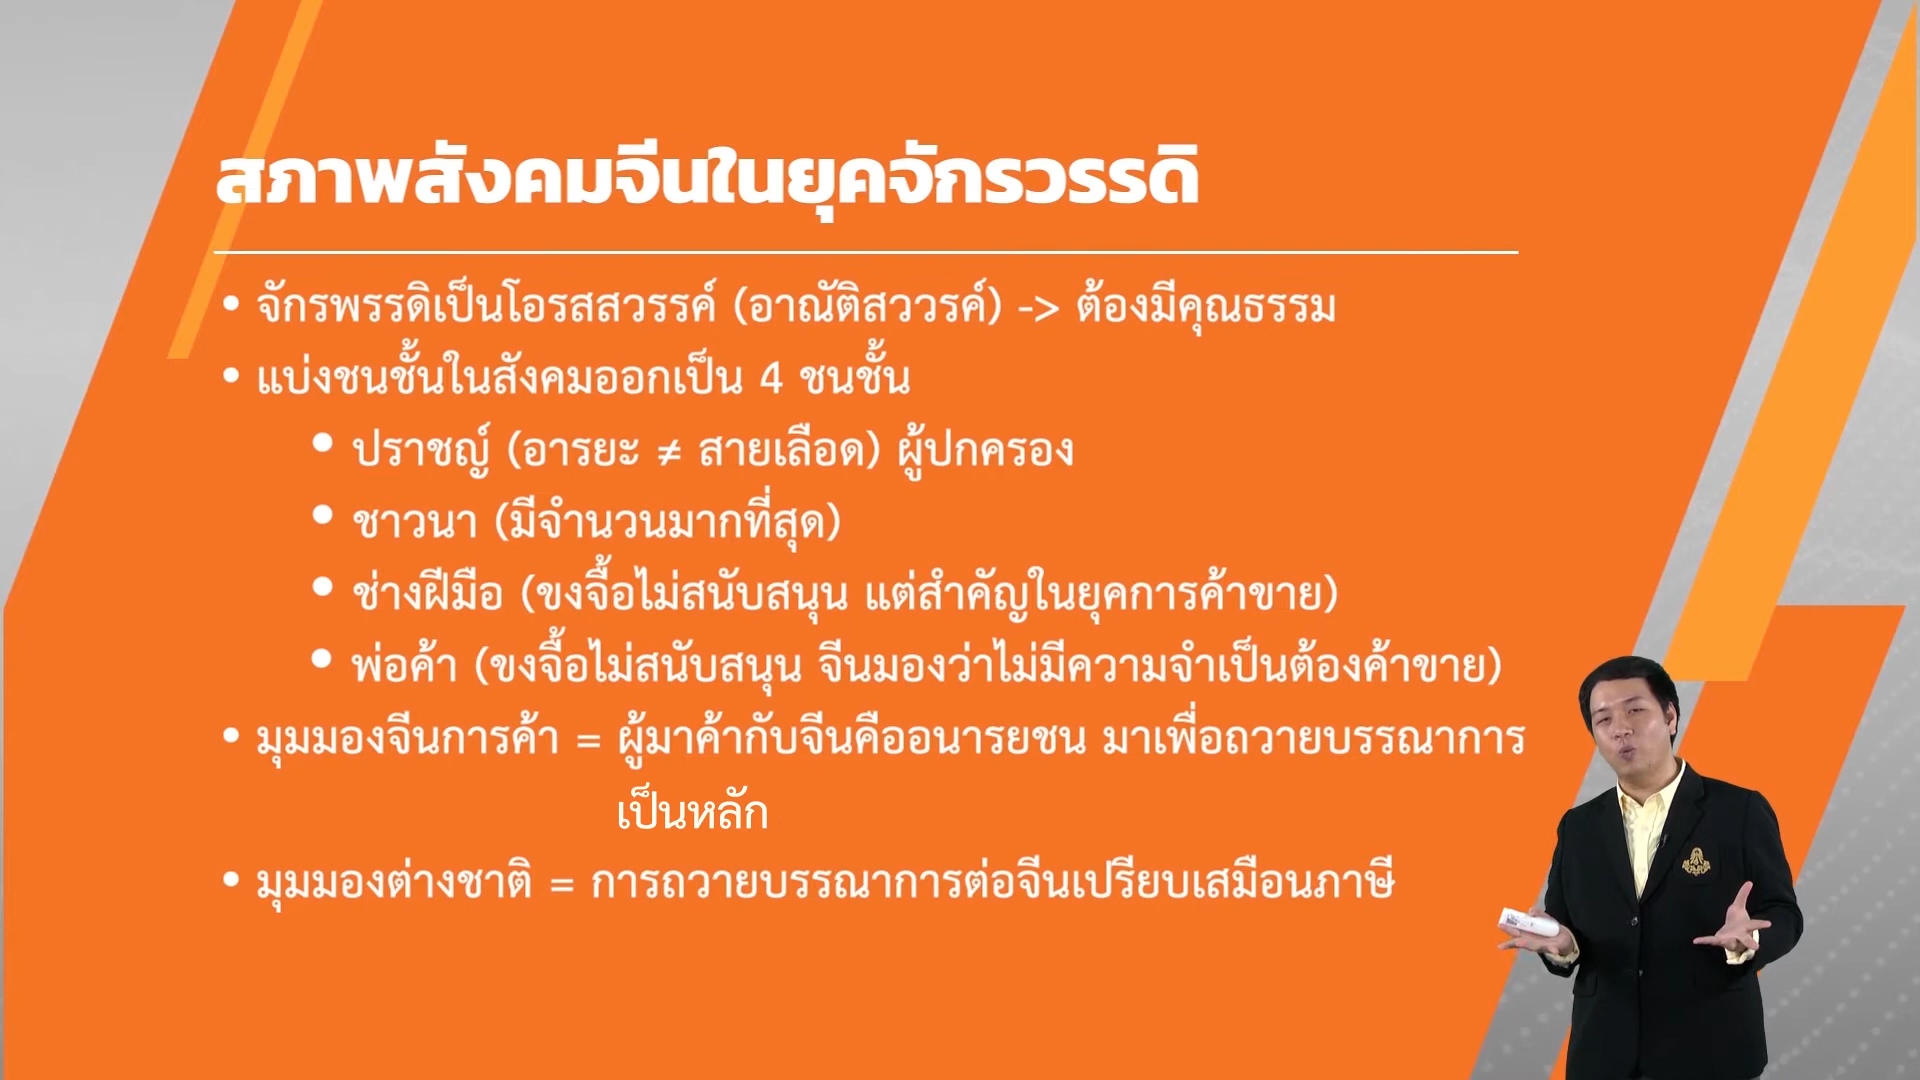 สภาพสังคมจีนในยุคจักรวรรดิ
• จักรพรรดิเป็นโอรสสวรรค์ (อาณัติสววรค์) -> ต้องมีคุณธรรม
• แบ่งชนชั้นในสังคมออกเป็น 4 ชนชั้น
• ปราชญ์ (อารยะ ≠ สายเลือด) ผู้ปกครอง
• ชาวนา (มีจำนวนมากที่สุด)
• ช่างฝีมือ (ขงจื้อไม่สนับสนุน แต่สำคัญในยุคการค้าขาย)
• พ่อค้า (ขงจื้อไม่สนับสนุน จีนมองว่าไม่มีความจำเป็นต้องค้าขาย)
• มุมมองจีนการค้า = ผู้มาค้ากับจีนคืออนารยชน มาเพื่อถวายบรรณาการ
เป็นหลัก
• มุมมองต่างชาติ = การถวายบรรณาการต่อจีนเปรียบเสมือนภาษี